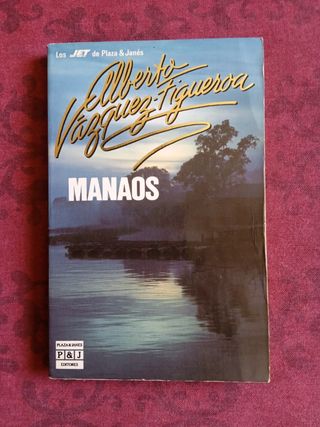 Los JET de Plaza & Janés
Alberto
Vázquez-Figueroa
MANAOS
PLAZA & JANES
P&J
EDITORES